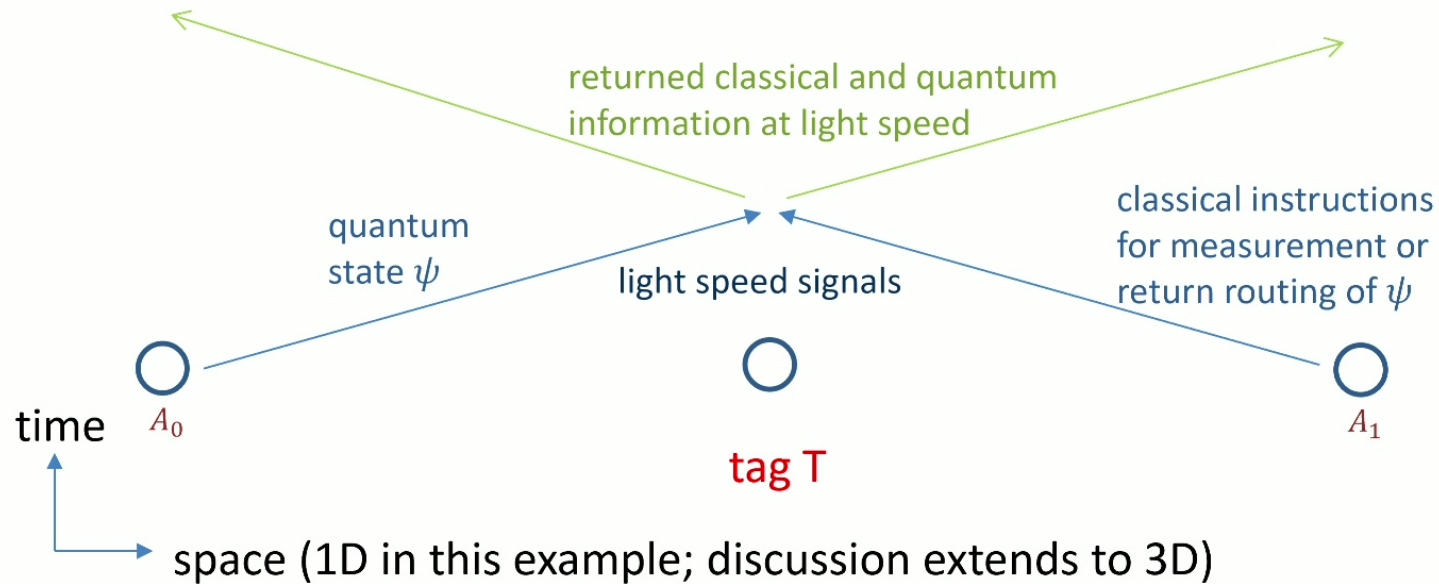 returned classical and quantum
information at light speed
quantum
state ψ
classical instructions
for measurement or
return routing of ψ
light speed signals
A₀
A₁
time
tag T
space (1D in this example; discussion extends to 3D)